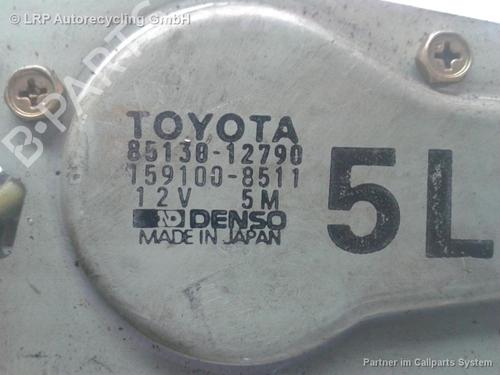 © LRP Autorecycling GmbH
B-PARTS
TOYOTA
85130-12790
159100-8511
12V 5M
ND DENSO
MADE IN JAPAN
5L
Partner im Callparts System